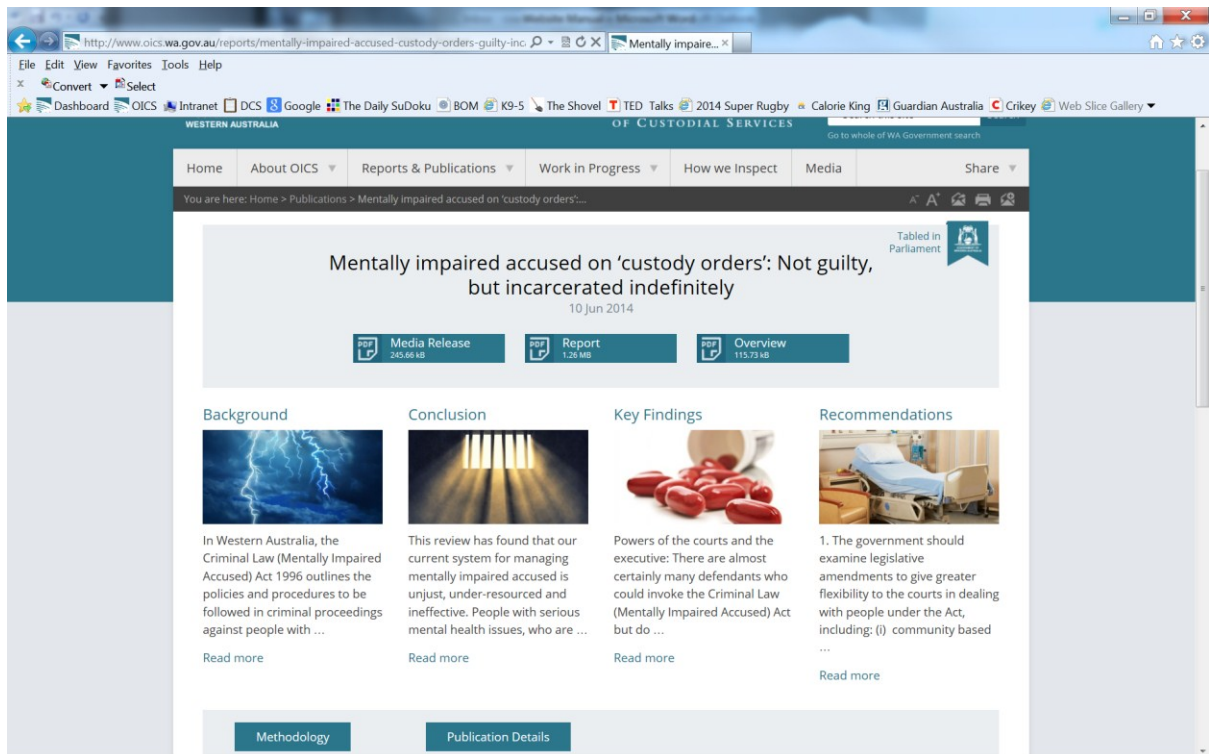 http://www.oics.wa.gov.au/reports/mentally-impaired-accused-custody-orders-guilty-inc
Mentally impaire... ×
File Edit View Favorites Tools Help
x Convert Select
Dashboard OICS Intranet DCS Google The Daily SuDoku BOM K9-5 The Shovel TED Talks 2014 Super Rugby Calorie King Guardian Australia Crikey Web Slice Gallery
WESTERN AUSTRALIA
OF CUSTODIAL SERVICES
Go to whole of WA Government search
Home About OICS Reports & Publications Work in Progress How we Inspect Media Share
You are here: Home > Publications > Mentally impaired accused on 'custody orders':...
A- A+
Tabled in
Parliament
Mentally impaired accused on ‘custody orders’: Not guilty,
but incarcerated indefinitely
10 Jun 2014
PDF Media Release
245.66 kB
PDF Report
1.26 MB
PDF Overview
115.73 kB
Background
In Western Australia, the
Criminal Law (Mentally Impaired
Accused) Act 1996 outlines the
policies and procedures to be
followed in criminal proceedings
against people with ...
Read more
Conclusion
This review has found that our
current system for managing
mentally impaired accused is
unjust, under-resourced and
ineffective. People with serious
mental health issues, who are ...
Read more
Key Findings
Powers of the courts and the
executive: There are almost
certainly many defendants who
could invoke the Criminal Law
(Mentally Impaired Accused) Act
but do ...
Read more
Recommendations
1. The government should
examine legislative
amendments to give greater
flexibility to the courts in dealing
with people under the Act,
including: (i) community based
...
Read more
Methodology
Publication Details